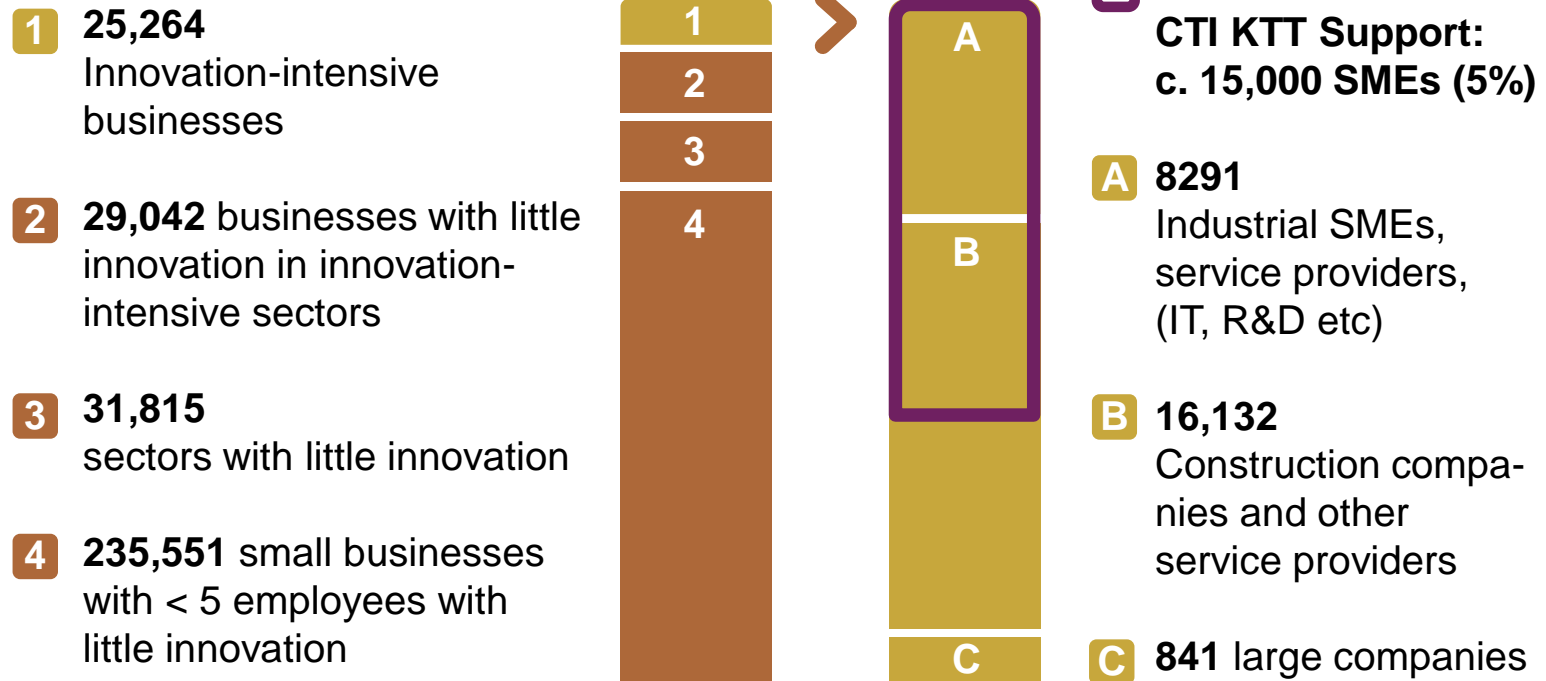 1 25,264
Innovation-intensive
businesses
2 29,042 businesses with little
innovation in innovation-
intensive sectors
3 31,815
sectors with little innovation
4 235,551 small businesses
with < 5 employees with
little innovation
1
2
3
4
A
B
C
CTI KTT Support:
c. 15,000 SMEs (5%)
A 8291
Industrial SMEs,
service providers,
(IT, R&D etc)
B 16,132
Construction compa-
nies and other
service providers
C 841 large companies